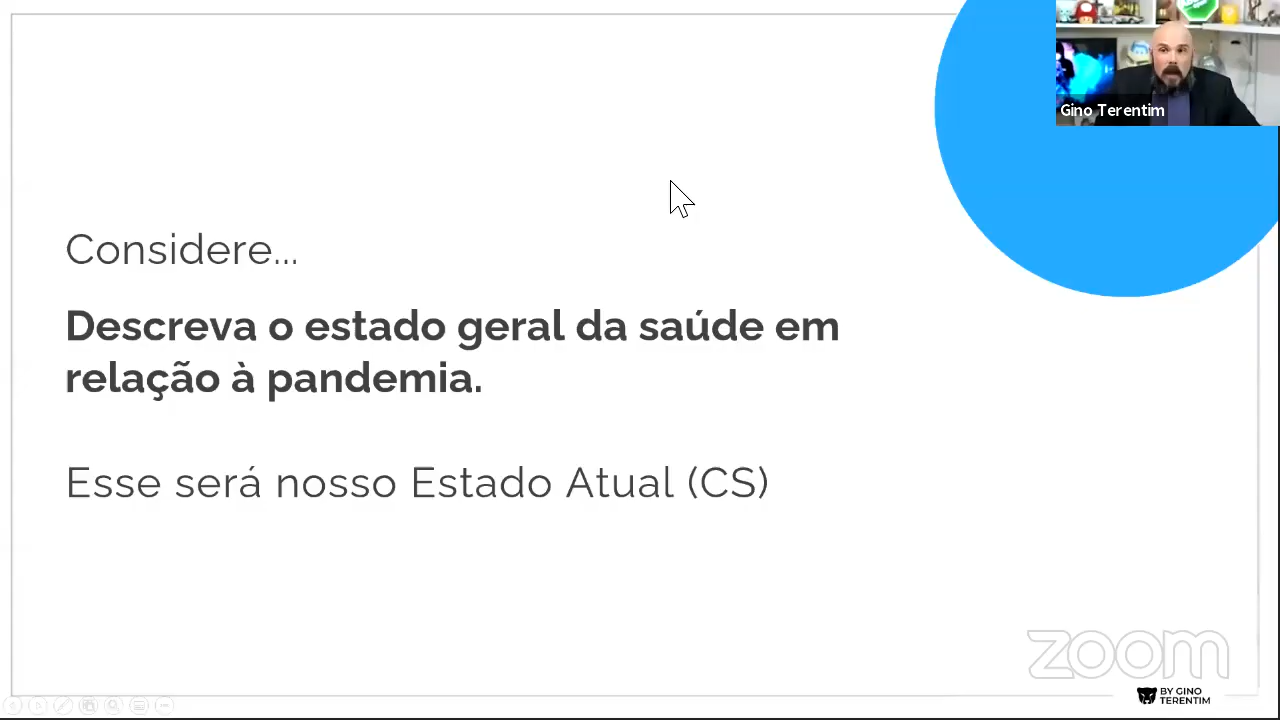 Gino Terentim
Considere...
Descreva o estado geral da saúde em
relação à pandemia.
Esse será nosso Estado Atual (CS)
zoom
BY GINO
TERENTIM